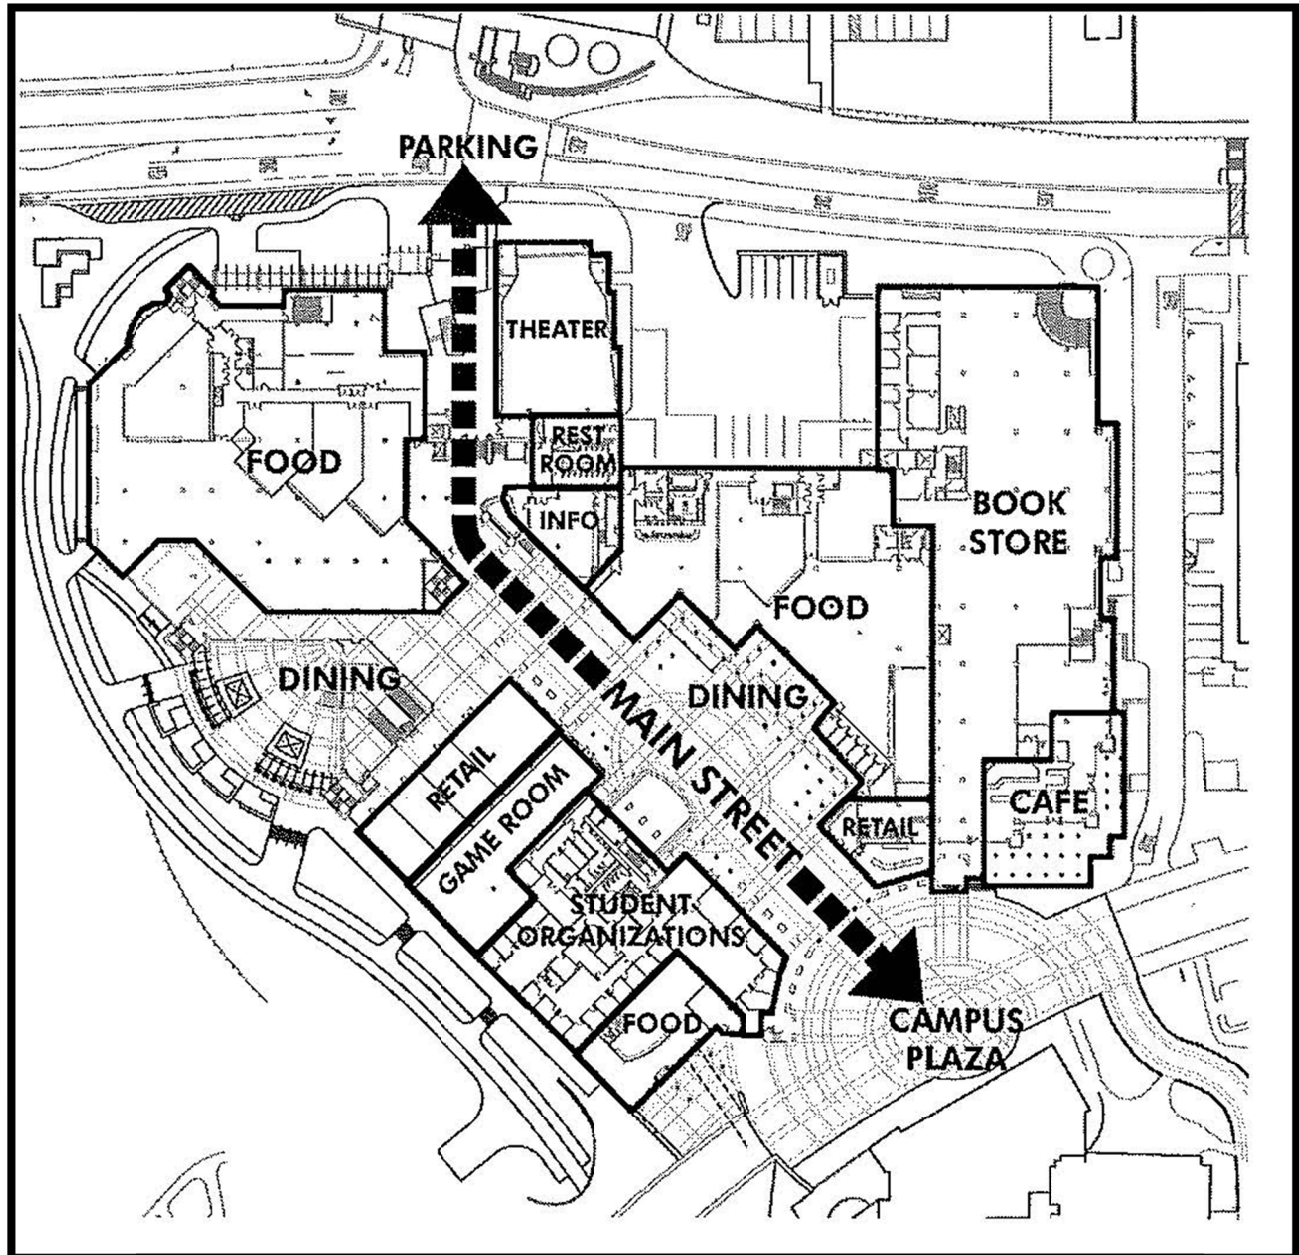 PARKING
THEATER
REST
ROOM
FOOD
INFO
BOOK
STORE
FOOD
DINING
DINING
MAIN STREET
RETAIL
GAME ROOM
CAFE
RETAIL
STUDENT
ORGANIZATIONS
FOOD
CAMPUS
PLAZA